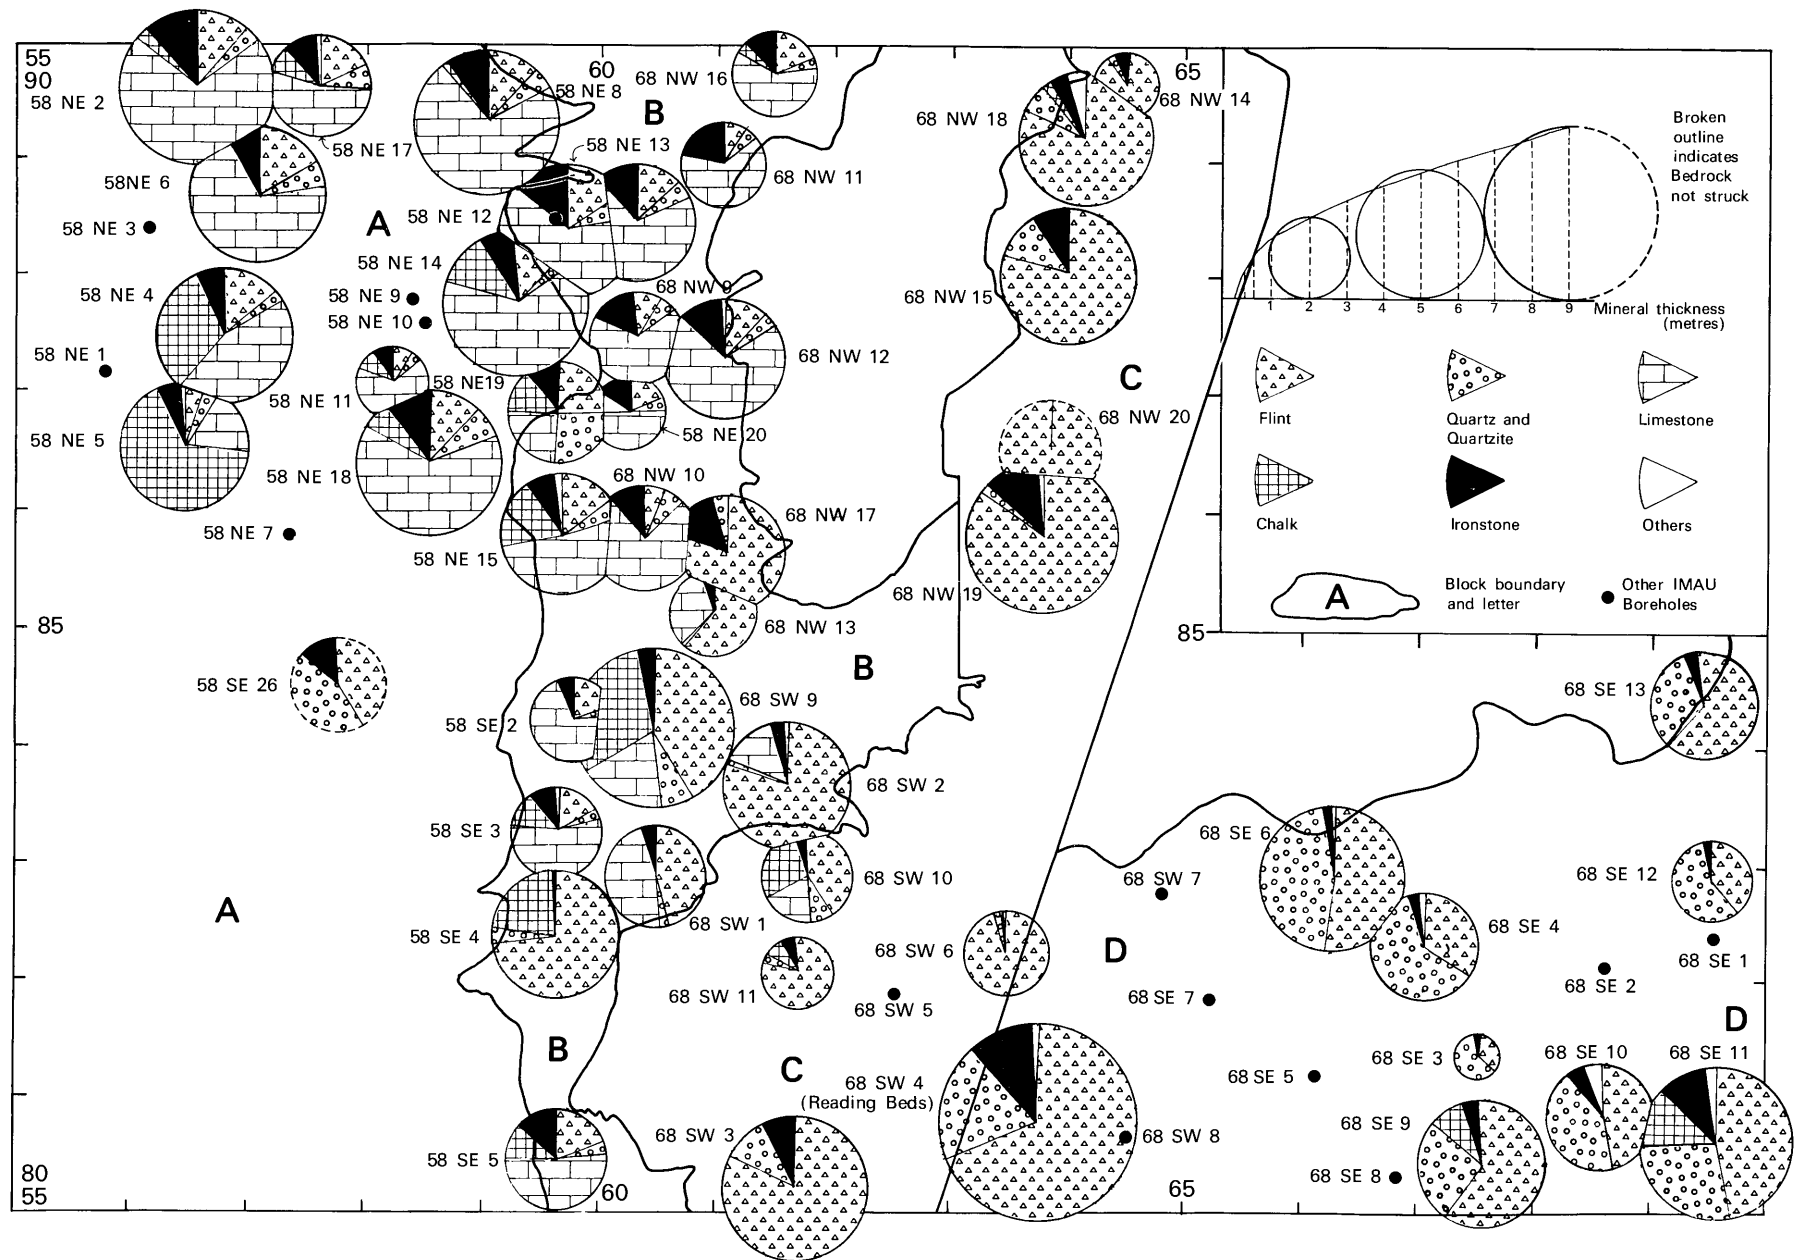 55
90
60
65
58 NE 2
58 NE 17
58 NE 8
68 NW 16
B
68 NW 18
68 NW 14
58NE 6
58 NE 13
68 NW 11
58 NE 3
A
58 NE 12
58 NE 14
58 NE 4
58 NE 9
58 NE 10
68 NW 9
68 NW 15
58 NE 1
68 NW 12
58 NE19
58 NE 11
C
58 NE 5
58 NE 20
68 NW 20
58 NE 18
68 NW 10
68 NW 17
58 NE 7
58 NE 15
68 NW 19
85
68 NW 13
B
58 SE 26
58 SE 2
68 SW 9
68 SW 2
58 SE 3
68 SW 10
A
58 SE 4
68 SW 1
68 SW 6
68 SW 11
68 SW 5
B
C
68 SW 4
(Reading Beds)
68 SW 3
58 SE 5
68 SW 8
80
55
60
65
Broken
outline
indicates
Bedrock
not struck
1 2 3 4 5 6 7 8 9
Mineral thickness
(metres)
Flint
Quartz and
Quartzite
Limestone
Chalk
Ironstone
Others
A
Block boundary
and letter
Other IMAU
Boreholes
85
68 SE 13
68 SE 6
68 SW 7
68 SE 12
68 SE 4
D
68 SE 1
68 SE 2
68 SE 7
D
68 SE 3
68 SE 10
68 SE 11
68 SE 5
68 SE 9
68 SE 8